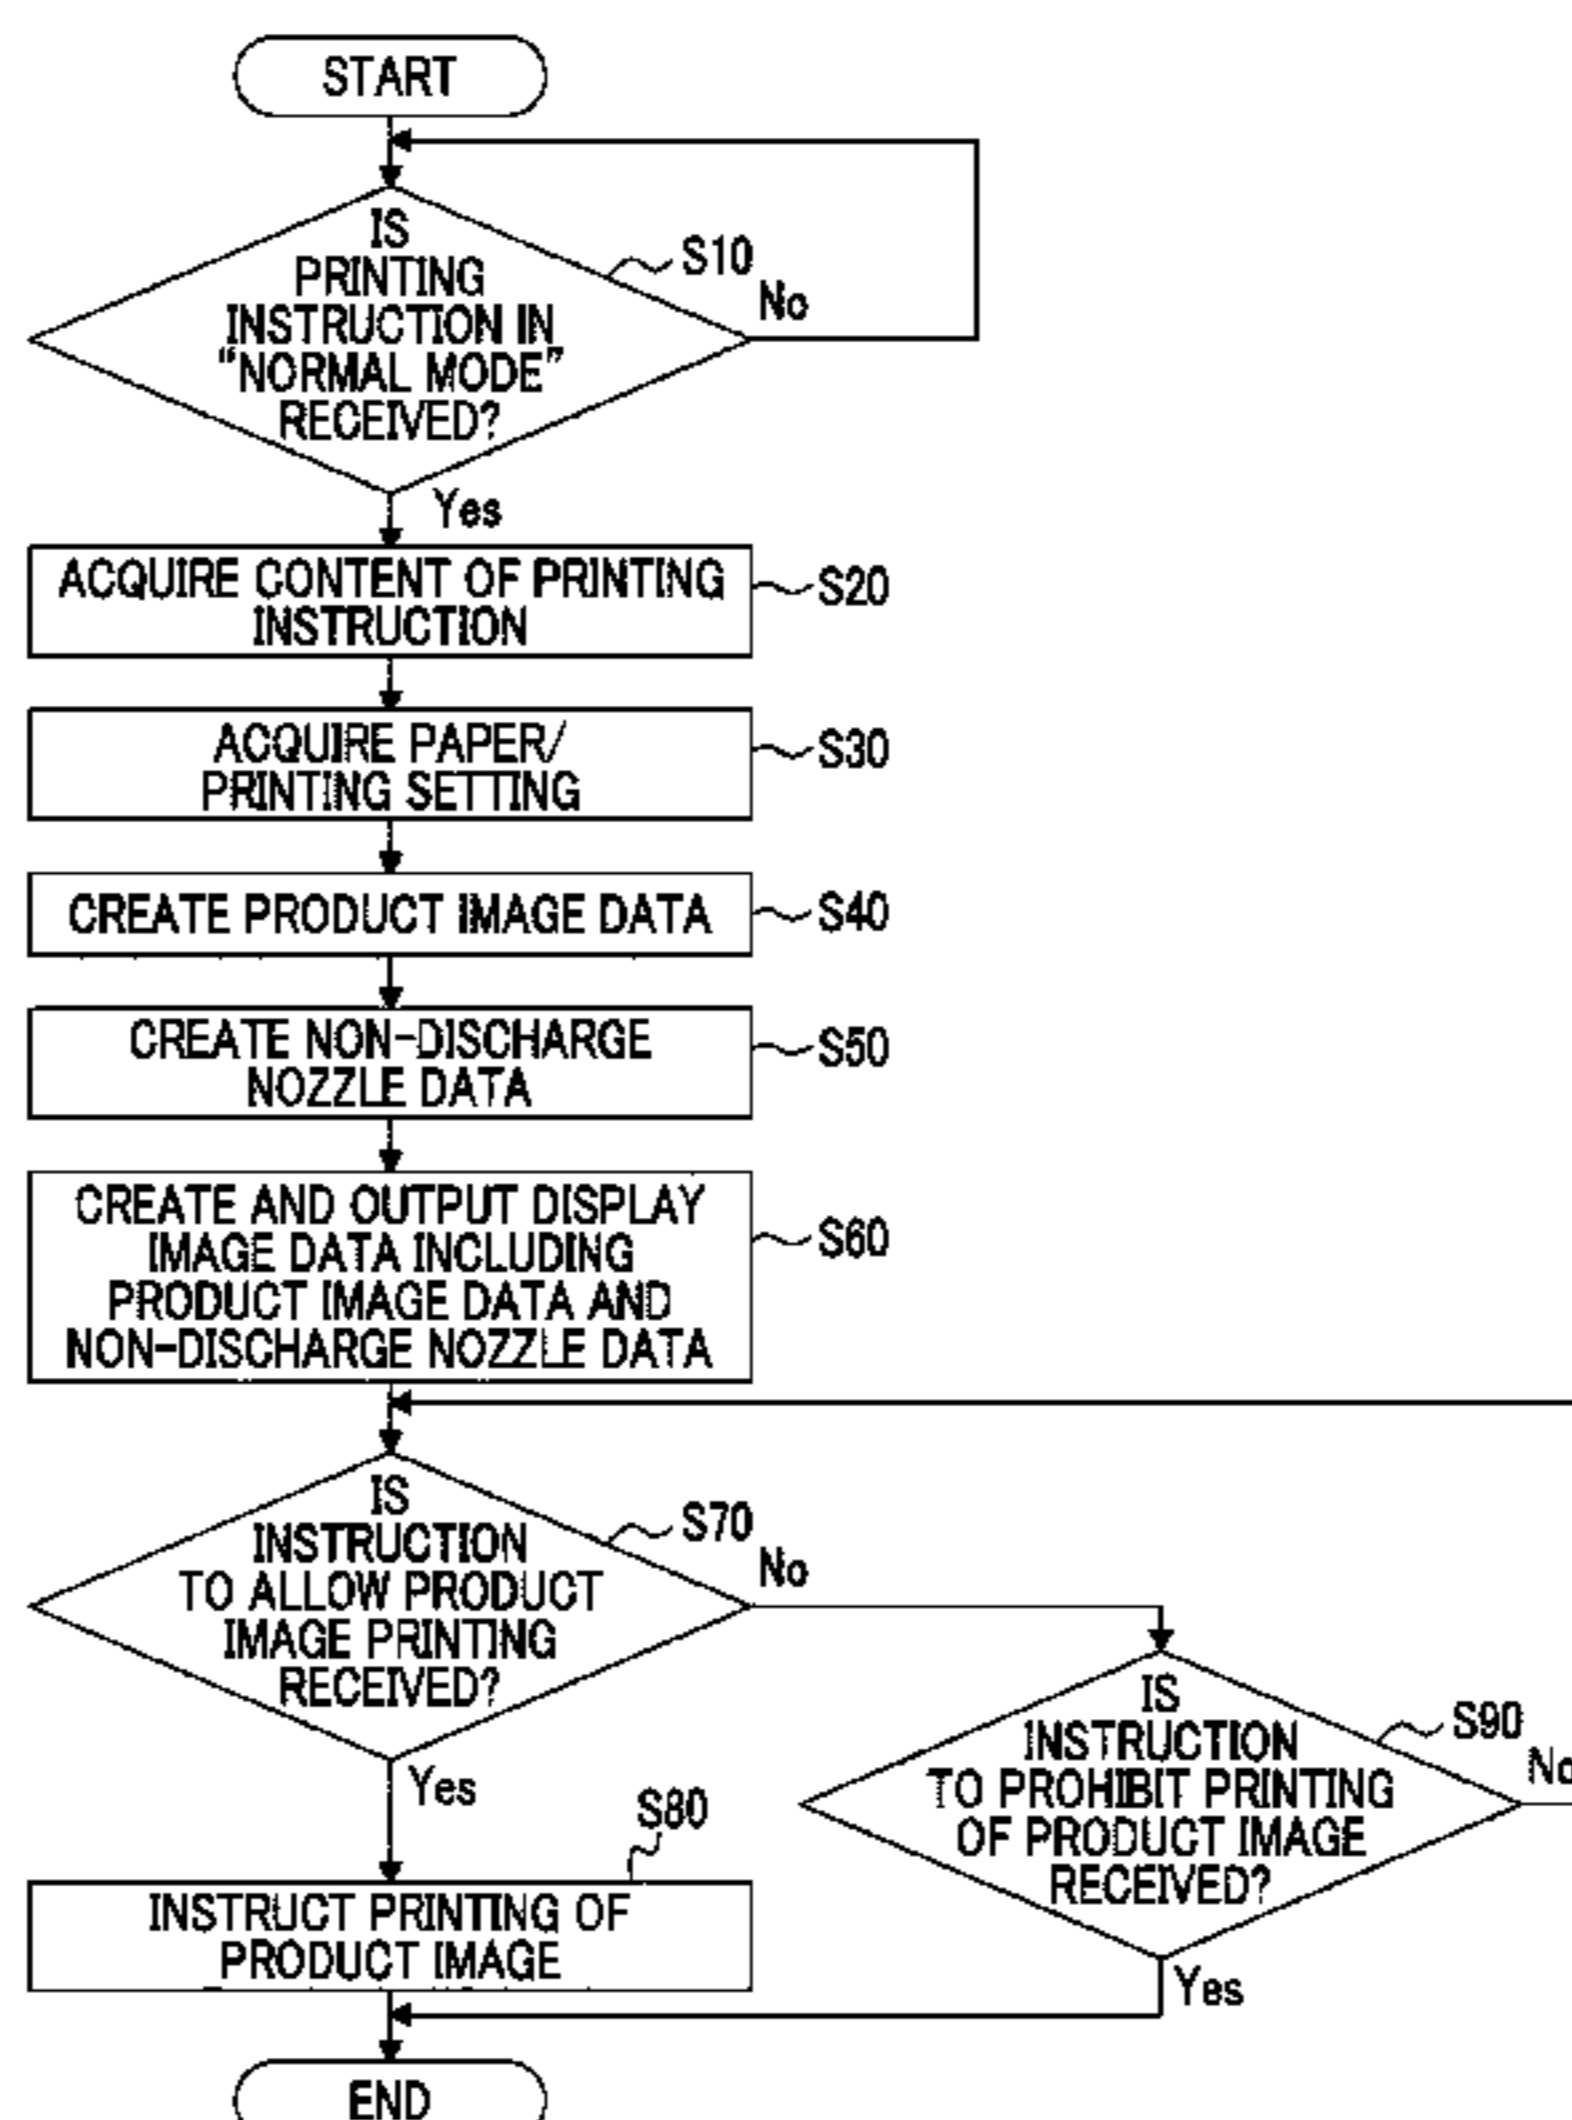 START
IS
PRINTING
INSTRUCTION IN
“NORMAL MODE”
RECEIVED?
S10
No
Yes
ACQUIRE CONTENT OF PRINTING
INSTRUCTION
S20
ACQUIRE PAPER/
PRINTING SETTING
S30
CREATE PRODUCT IMAGE DATA
S40
CREATE NON-DISCHARGE
NOZZLE DATA
S50
CREATE AND OUTPUT DISPLAY
IMAGE DATA INCLUDING
PRODUCT IMAGE DATA AND
NON-DISCHARGE NOZZLE DATA
S60
IS
INSTRUCTION
TO ALLOW PRODUCT
IMAGE PRINTING
RECEIVED?
S70
No
Yes
S80
INSTRUCT PRINTING OF
PRODUCT IMAGE
IS
INSTRUCTION
TO PROHIBIT PRINTING
OF PRODUCT IMAGE
RECEIVED?
S90
No
Yes
END